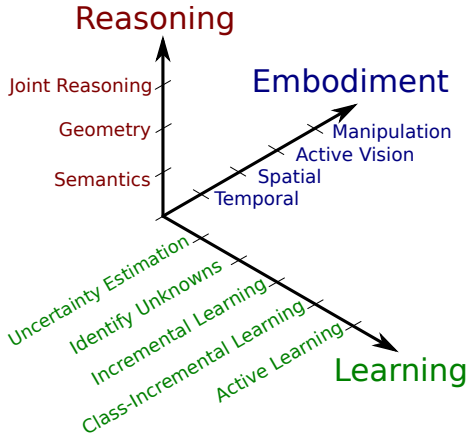 Reasoning
Joint Reasoning
Geometry
Semantics
Embodiment
Manipulation
Active Vision
Spatial
Temporal
Uncertainty Estimation
Identify Unknowns
Incremental Learning
Class-Incremental Learning
Active Learning
Learning